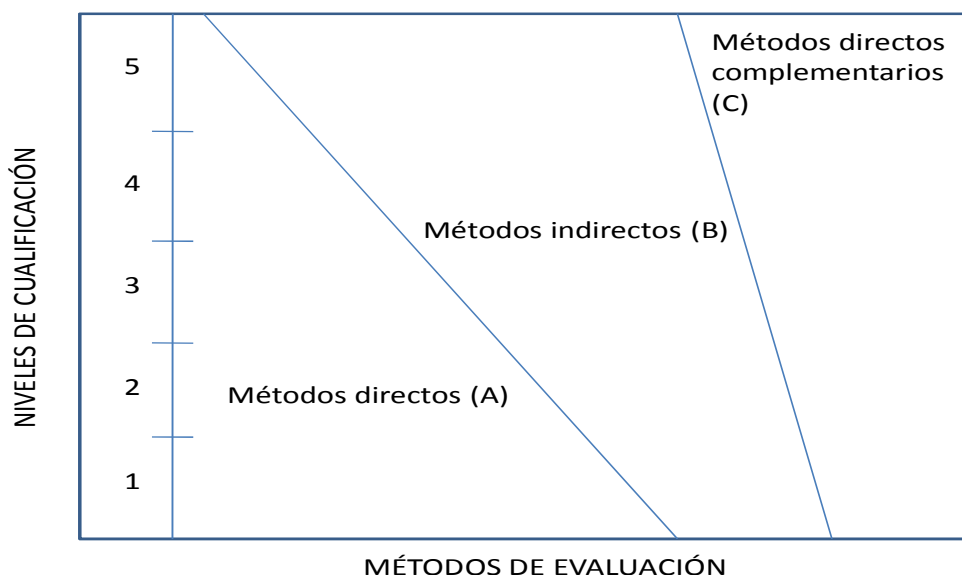 NIVELES DE CUALIFICACIÓN
5
4
3
2
1
Métodos directos
complementarios
(C)
Métodos indirectos (B)
Métodos directos (A)
MÉTODOS DE EVALUACIÓN